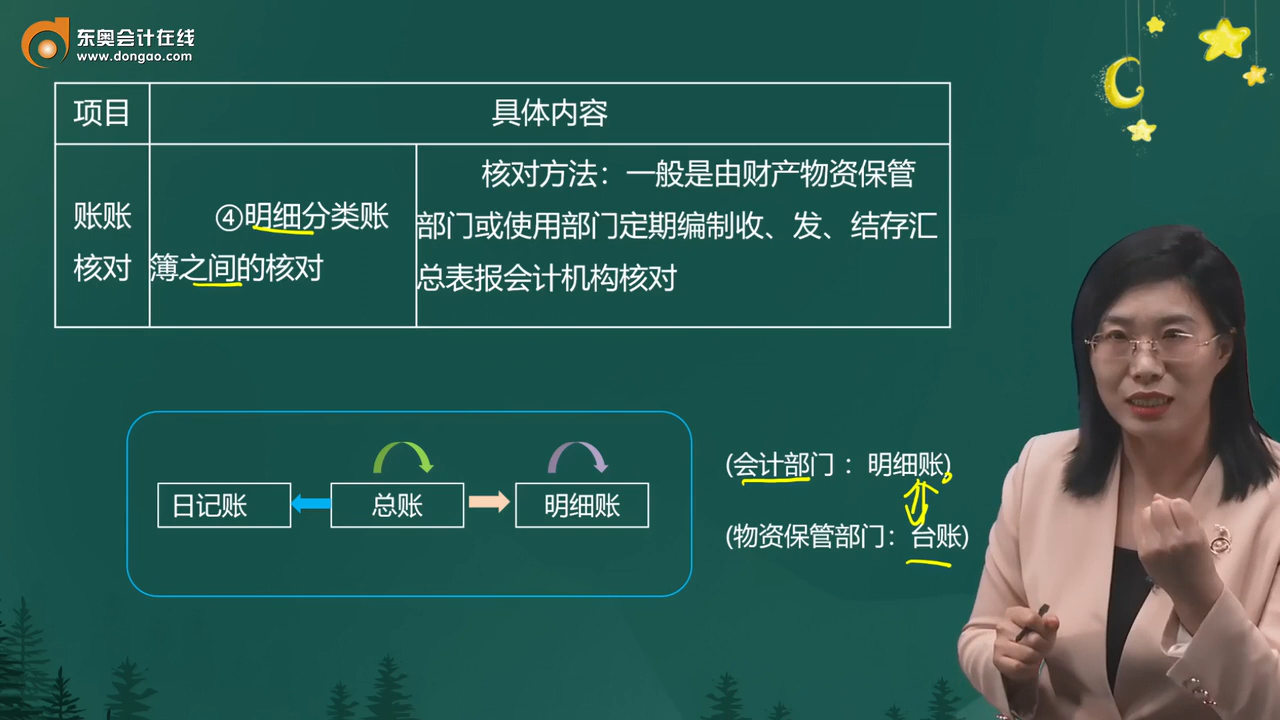 东奥会计在线
www.dongao.com
项目
具体内容
账账
核对
④明细分类账
簿之间的核对
核对方法：一般是由财产物资保管
部门或使用部门定期编制收、发、结存汇
总表报会计机构核对
日记账
总账
明细账
(会计部门 ：明细账)
(物资保管部门：台账)